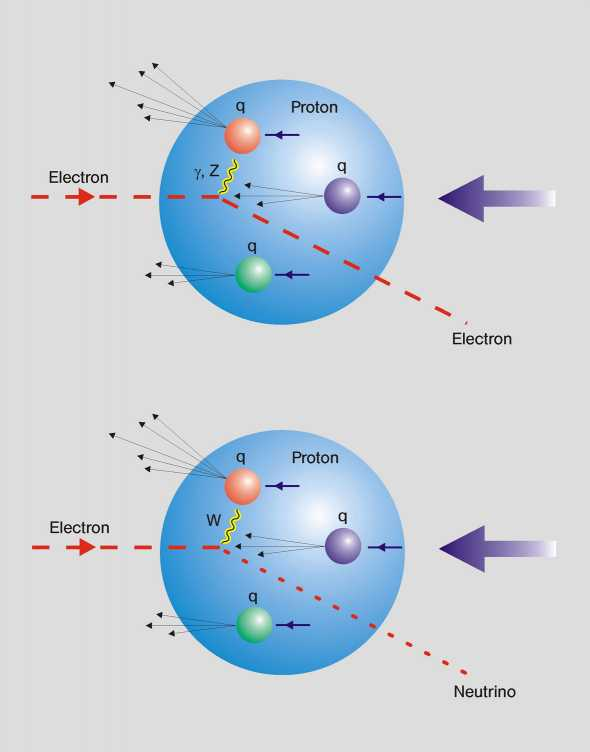 q
Proton
γ, Z
q
Electron
q
Electron
q
Proton
W
q
Electron
q
Neutrino